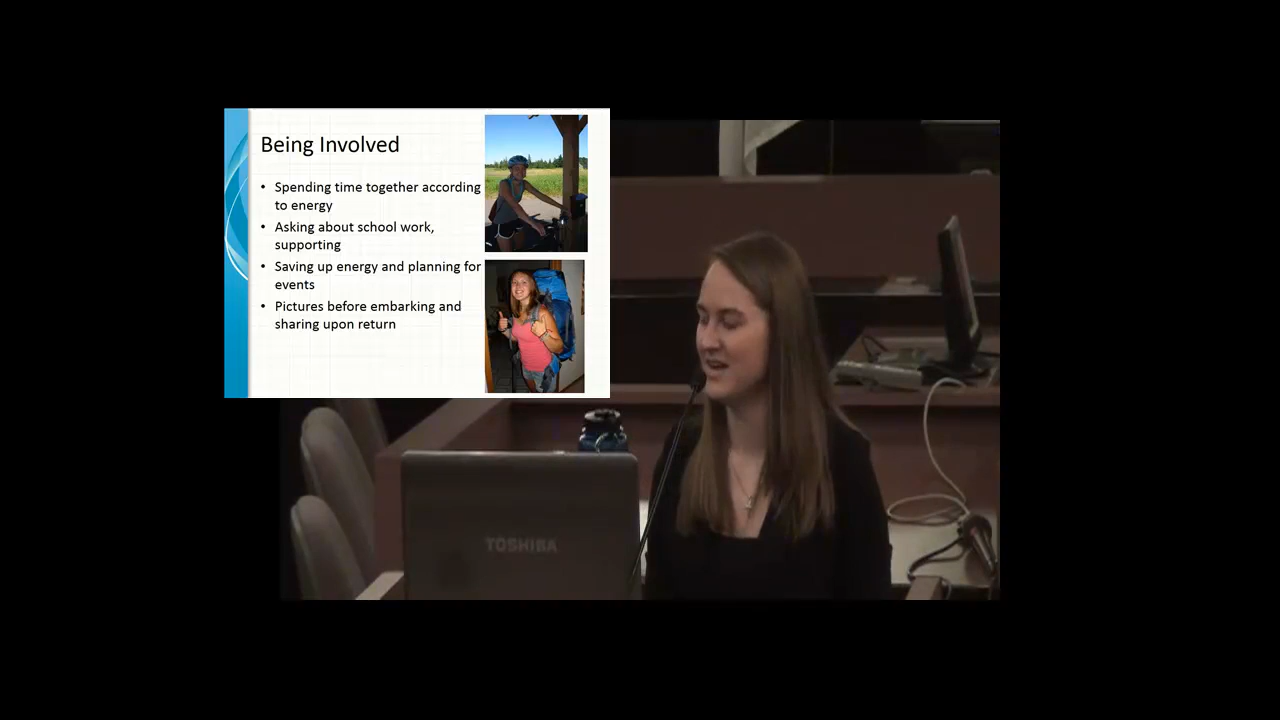 Being Involved
• Spending time together according
to energy
• Asking about school work,
supporting
• Saving up energy and planning for
events
• Pictures before embarking and
sharing upon return
TOSHIBA